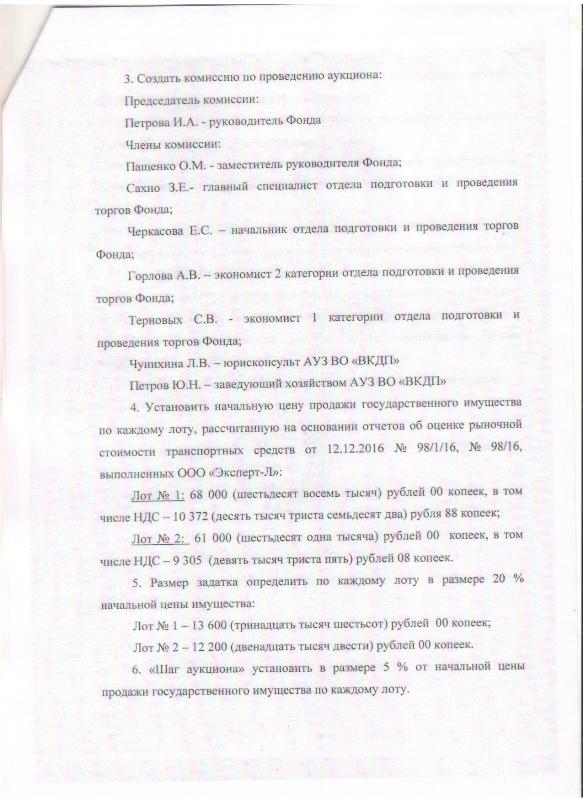 3. Создать комиссию по проведению аукциона:
Председатель комиссии:
Петрова И.А. - руководитель Фонда
Члены комиссии:
Пащенко О.М. - заместитель руководителя Фонда;
Сахно З.Е.- главный специалист отдела подготовки и проведения
торгов Фонда;
Черкасова Е.С. – начальник отдела подготовки и проведения торгов
Фонда;
Горлова А.В. – экономист 2 категории отдела подготовки и проведения
торгов Фонда;
Терновых С.В. - экономист 1 категории отдела подготовки и
проведения торгов Фонда;
Чунихина Л.В. – юрисконсульт АУЗ ВО «ВКДП»
Петров Ю.Н. – заведующий хозяйством АУЗ ВО «ВКДП»
4. Установить начальную цену продажи государственного имущества
по каждому лоту, рассчитанную на основании отчетов об оценке рыночной
стоимости транспортных средств от 12.12.2016 № 98/1/16, № 98/16,
выполненных ООО «Эксперт-Л»:
Лот № 1: 68 000 (шестьдесят восемь тысяч) рублей 00 копеек, в том
числе НДС – 10 372 (десять тысяч триста семьдесят два) рубля 88 копеек;
Лот № 2: 61 000 (шестьдесят одна тысяча) рублей 00 копеек, в том
числе НДС – 9 305 (девять тысяч триста пять) рублей 08 копеек.
5. Размер задатка определить по каждому лоту в размере 20 %
начальной цены имущества:
Лот № 1 – 13 600 (тринадцать тысяч шестьсот) рублей 00 копеек;
Лот № 2 – 12 200 (двенадцать тысяч двести) рублей 00 копеек.
6. «Шаг аукциона» установить в размере 5 % от начальной цены
продажи государственного имущества по каждому лоту.